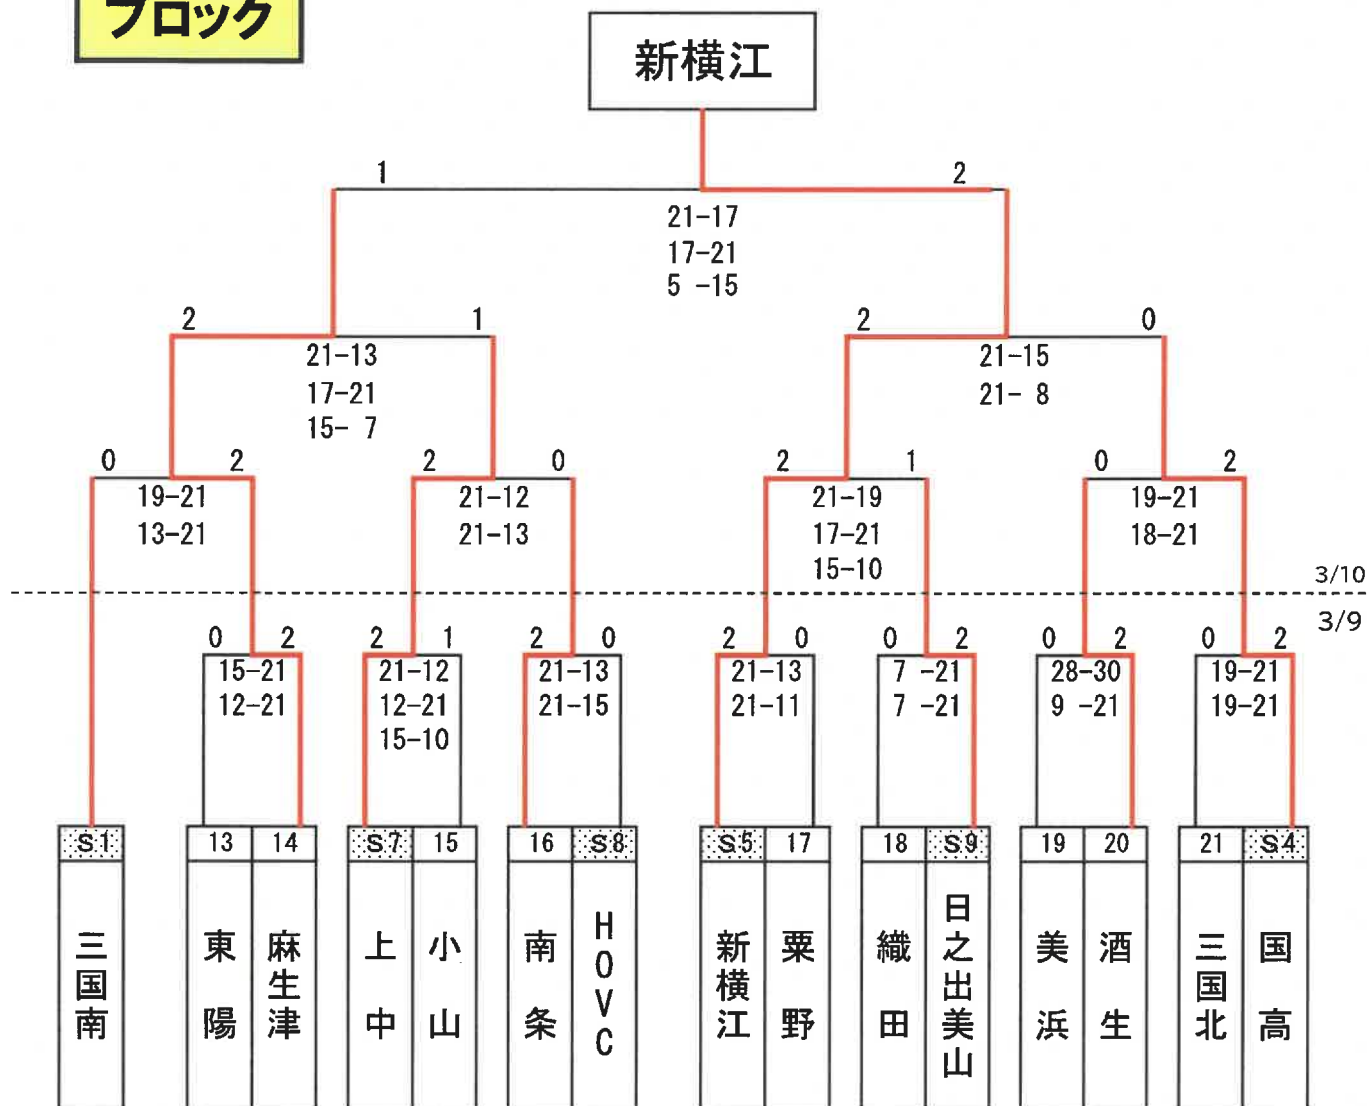 ブロック
新横江
1 2
21-17
17-21
5 -15
2 1 2 0
21-13 21-15
17-21 21- 8
15- 7
0 2 2 0 2 1 0 2
19-21 21-12 21-19 19-21
13-21 21-13 17-21 18-21
15-10
3/10
3/9
0 2 2 1 2 0 2 0 0 2 0 2 0 2
15-21 21-12 21-13 21-13 7 -21 28-30 19-21
12-21 12-21 21-15 21-11 7 -21 9 -21 19-21
15-10
S1 13 14 S7 15 16 S8 S5 17 18 S9 19 20 21 S4
三国南
東陽
麻生津
上中
小山
南条
HOVC
新横江
粟野
織田
日之出美山
美浜
酒生
三国北
国高